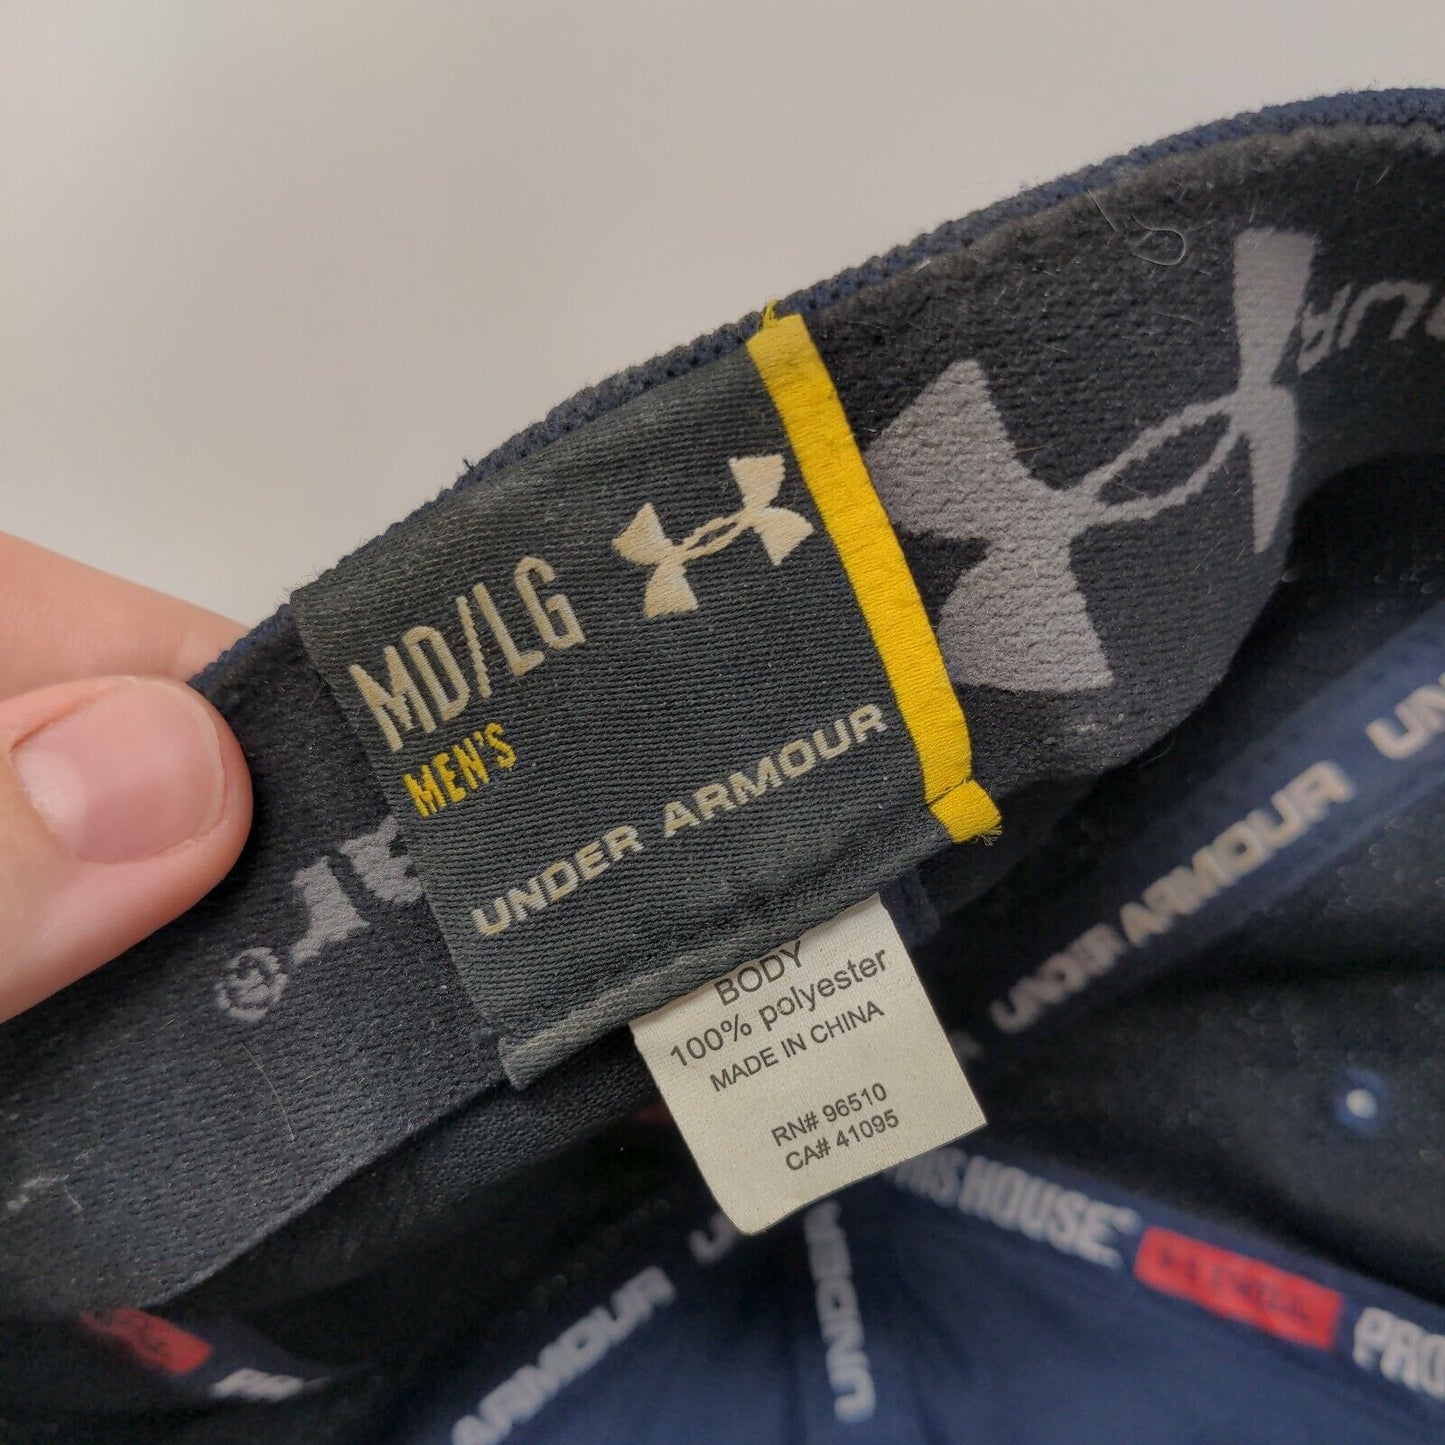 MD/LG
MEN'S
UNDER ARMOUR
BODY
100% polyester
MADE IN CHINA
RN# 96510
CA# 41095
UNDER ARMOUR
HOUSE
ARMOUR
UNDER